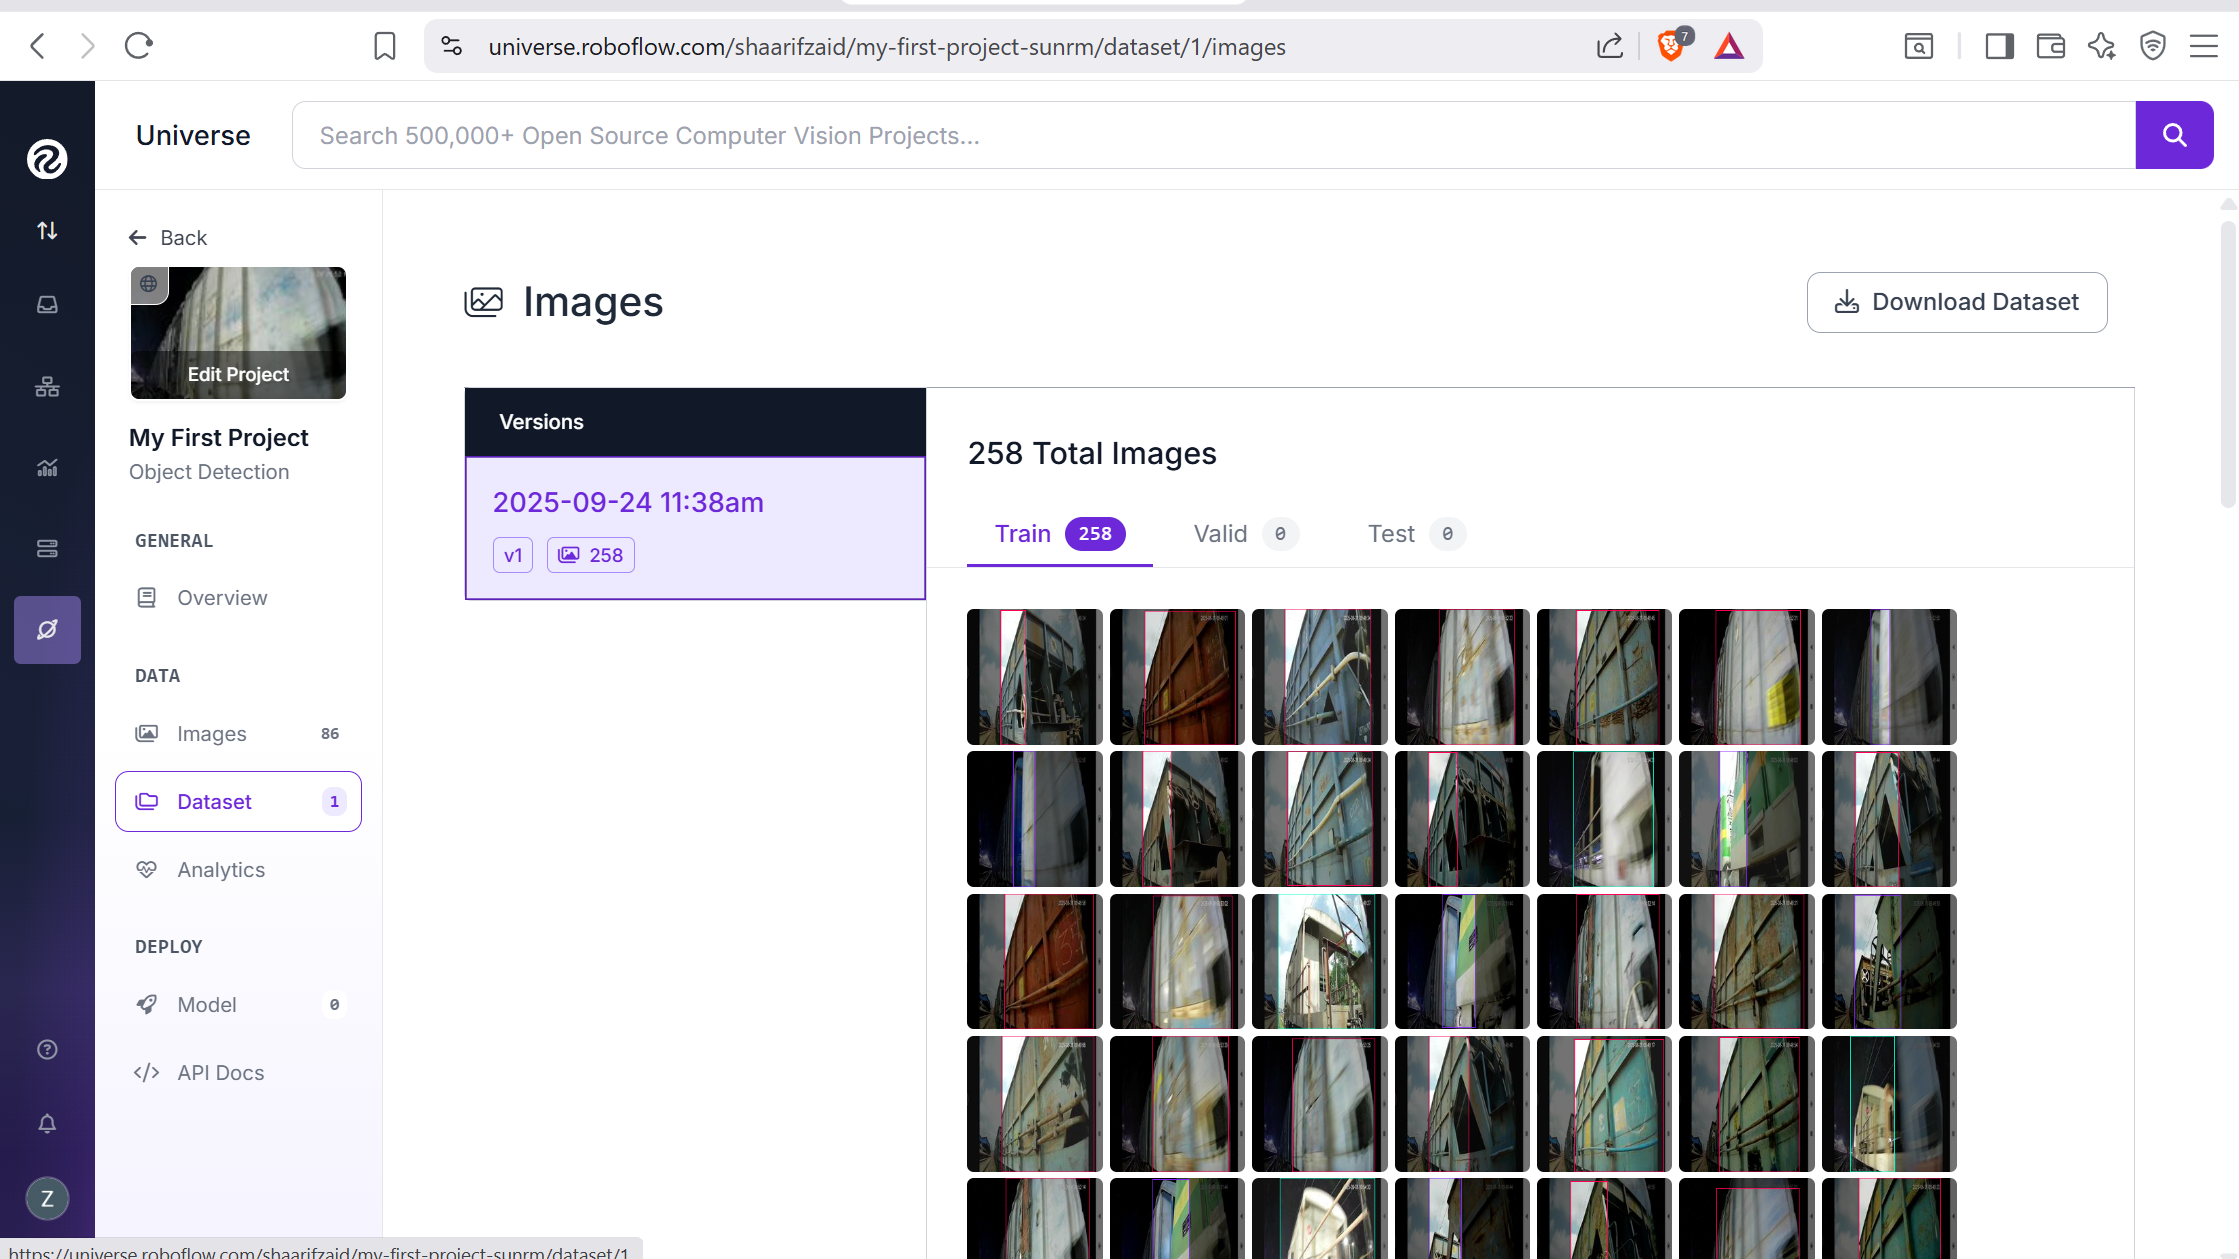 7
universe.roboflow.com/shaarifzaid/my-first-project-sunrm/dataset/1/images
Universe
Search 500,000+ Open Source Computer Vision Projects...
Back
Edit Project
My First Project
Object Detection
GENERAL
Overview
DATA
Images 86
Dataset 1
Analytics
DEPLOY
Model 0
</> API Docs
Z
Images
Download Dataset
Versions
2025-09-24 11:38am
v1 258
258 Total Images
Train 258 Valid 0 Test 0
https://universe.roboflow.com/shaarifzaid/my-first-project-sunrm/dataset/1